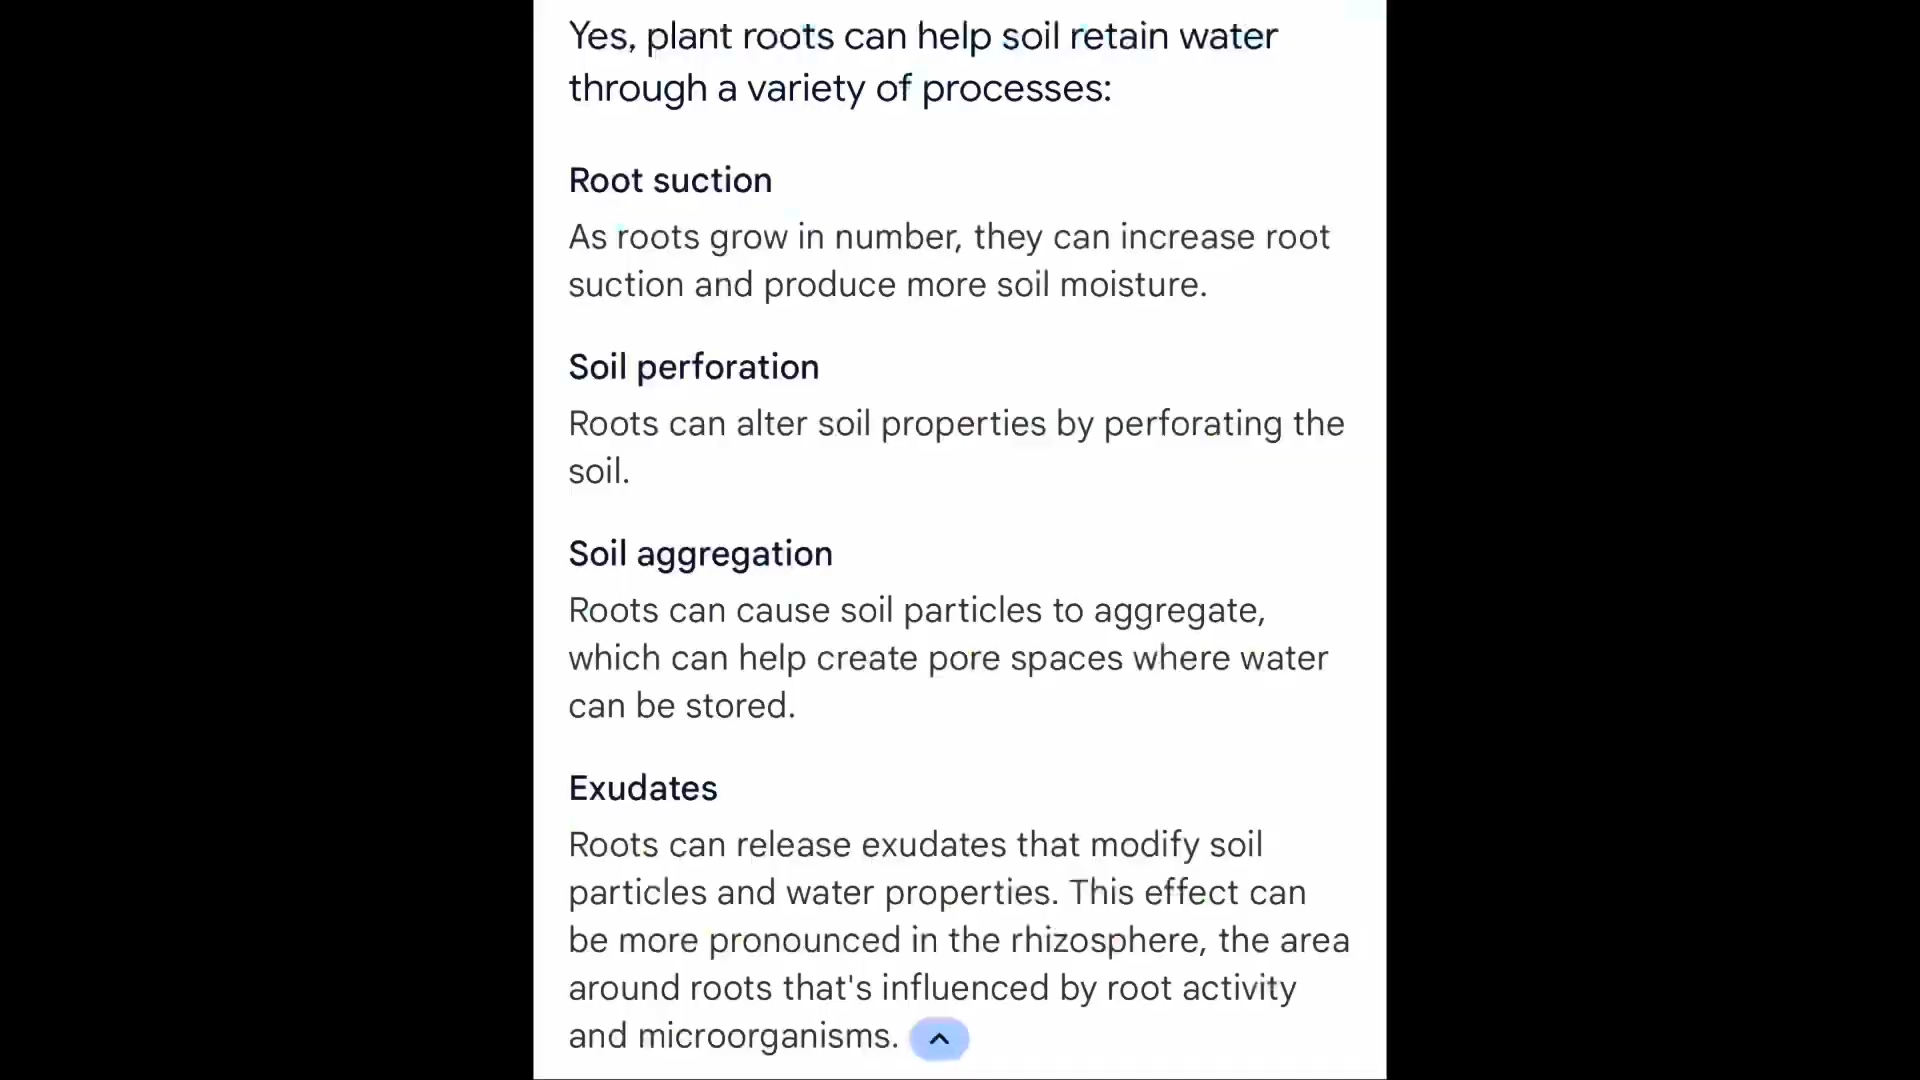 Yes, plant roots can help soil retain water
through a variety of processes:
Root suction
As roots grow in number, they can increase root
suction and produce more soil moisture.
Soil perforation
Roots can alter soil properties by perforating the
soil.
Soil aggregation
Roots can cause soil particles to aggregate,
which can help create pore spaces where water
can be stored.
Exudates
Roots can release exudates that modify soil
particles and water properties. This effect can
be more pronounced in the rhizosphere, the area
around roots that's influenced by root activity
and microorganisms.